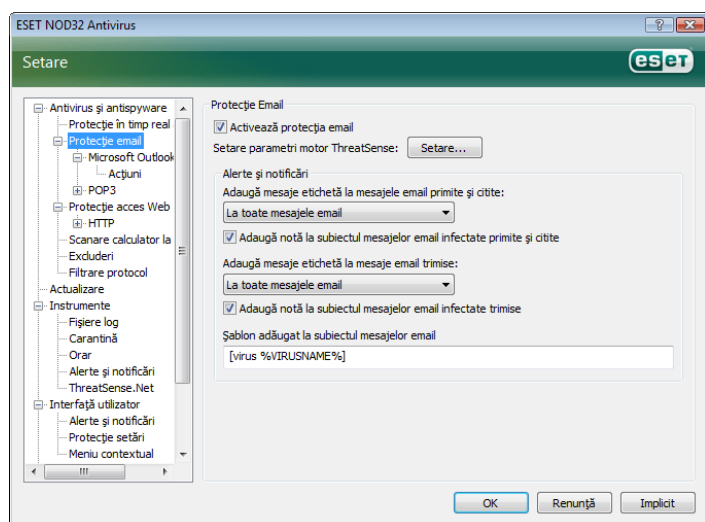 ESET NOD32 Antivirus
Setare
eseT
Antivirus şi antispyware
Protecţie în timp real
Protecţie email
Microsoft Outlook
Acţiuni
POP3
Protecţie acces Web
HTTP
Scanare calculator la
Excluderi
Filtrare protocol
Actualizare
Instrumente
Fişiere log
Carantină
Orar
Alerte şi notificări
ThreatSense.Net
Interfaţă utilizator
Alerte şi notificări
Protecţie setări
Meniu contextual
Protecţie Email
Activează protecţia email
Setare parametri motor ThreatSense: Setare...
Alerte şi notificări
Adaugă mesaje etichetă la mesajele email primite şi citite:
La toate mesajele email
Adaugă notă la subiectul mesajelor email infectate primite şi citite
Adaugă mesaje etichetă la mesaje email trimise:
La toate mesajele email
Adaugă notă la subiectul mesajelor email infectate trimise
Şablon adăugat la subiectul mesajelor email
[virus %VIRUSNAME%]
OK Renunţă Implicit